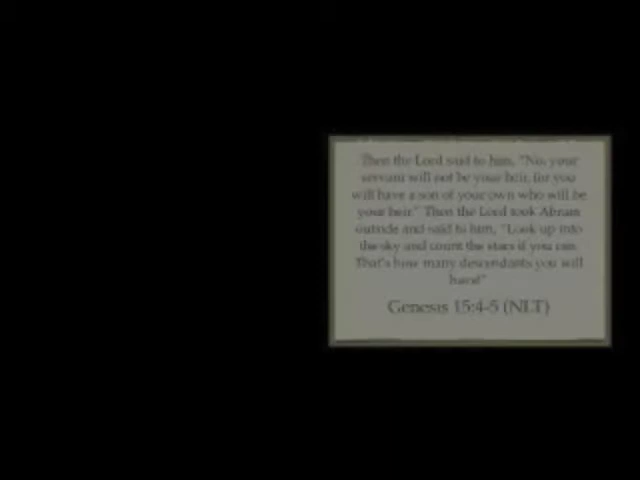 Then the Lord said to him, "No, your
servant will not be your heir, for you
will have a son of your own who will be
your heir." Then the Lord took Abram
outside and said to him, "Look up into
the sky and count the stars if you can.
That's how many descendants you will
have!"
Genesis 15:4-5 (NLT)